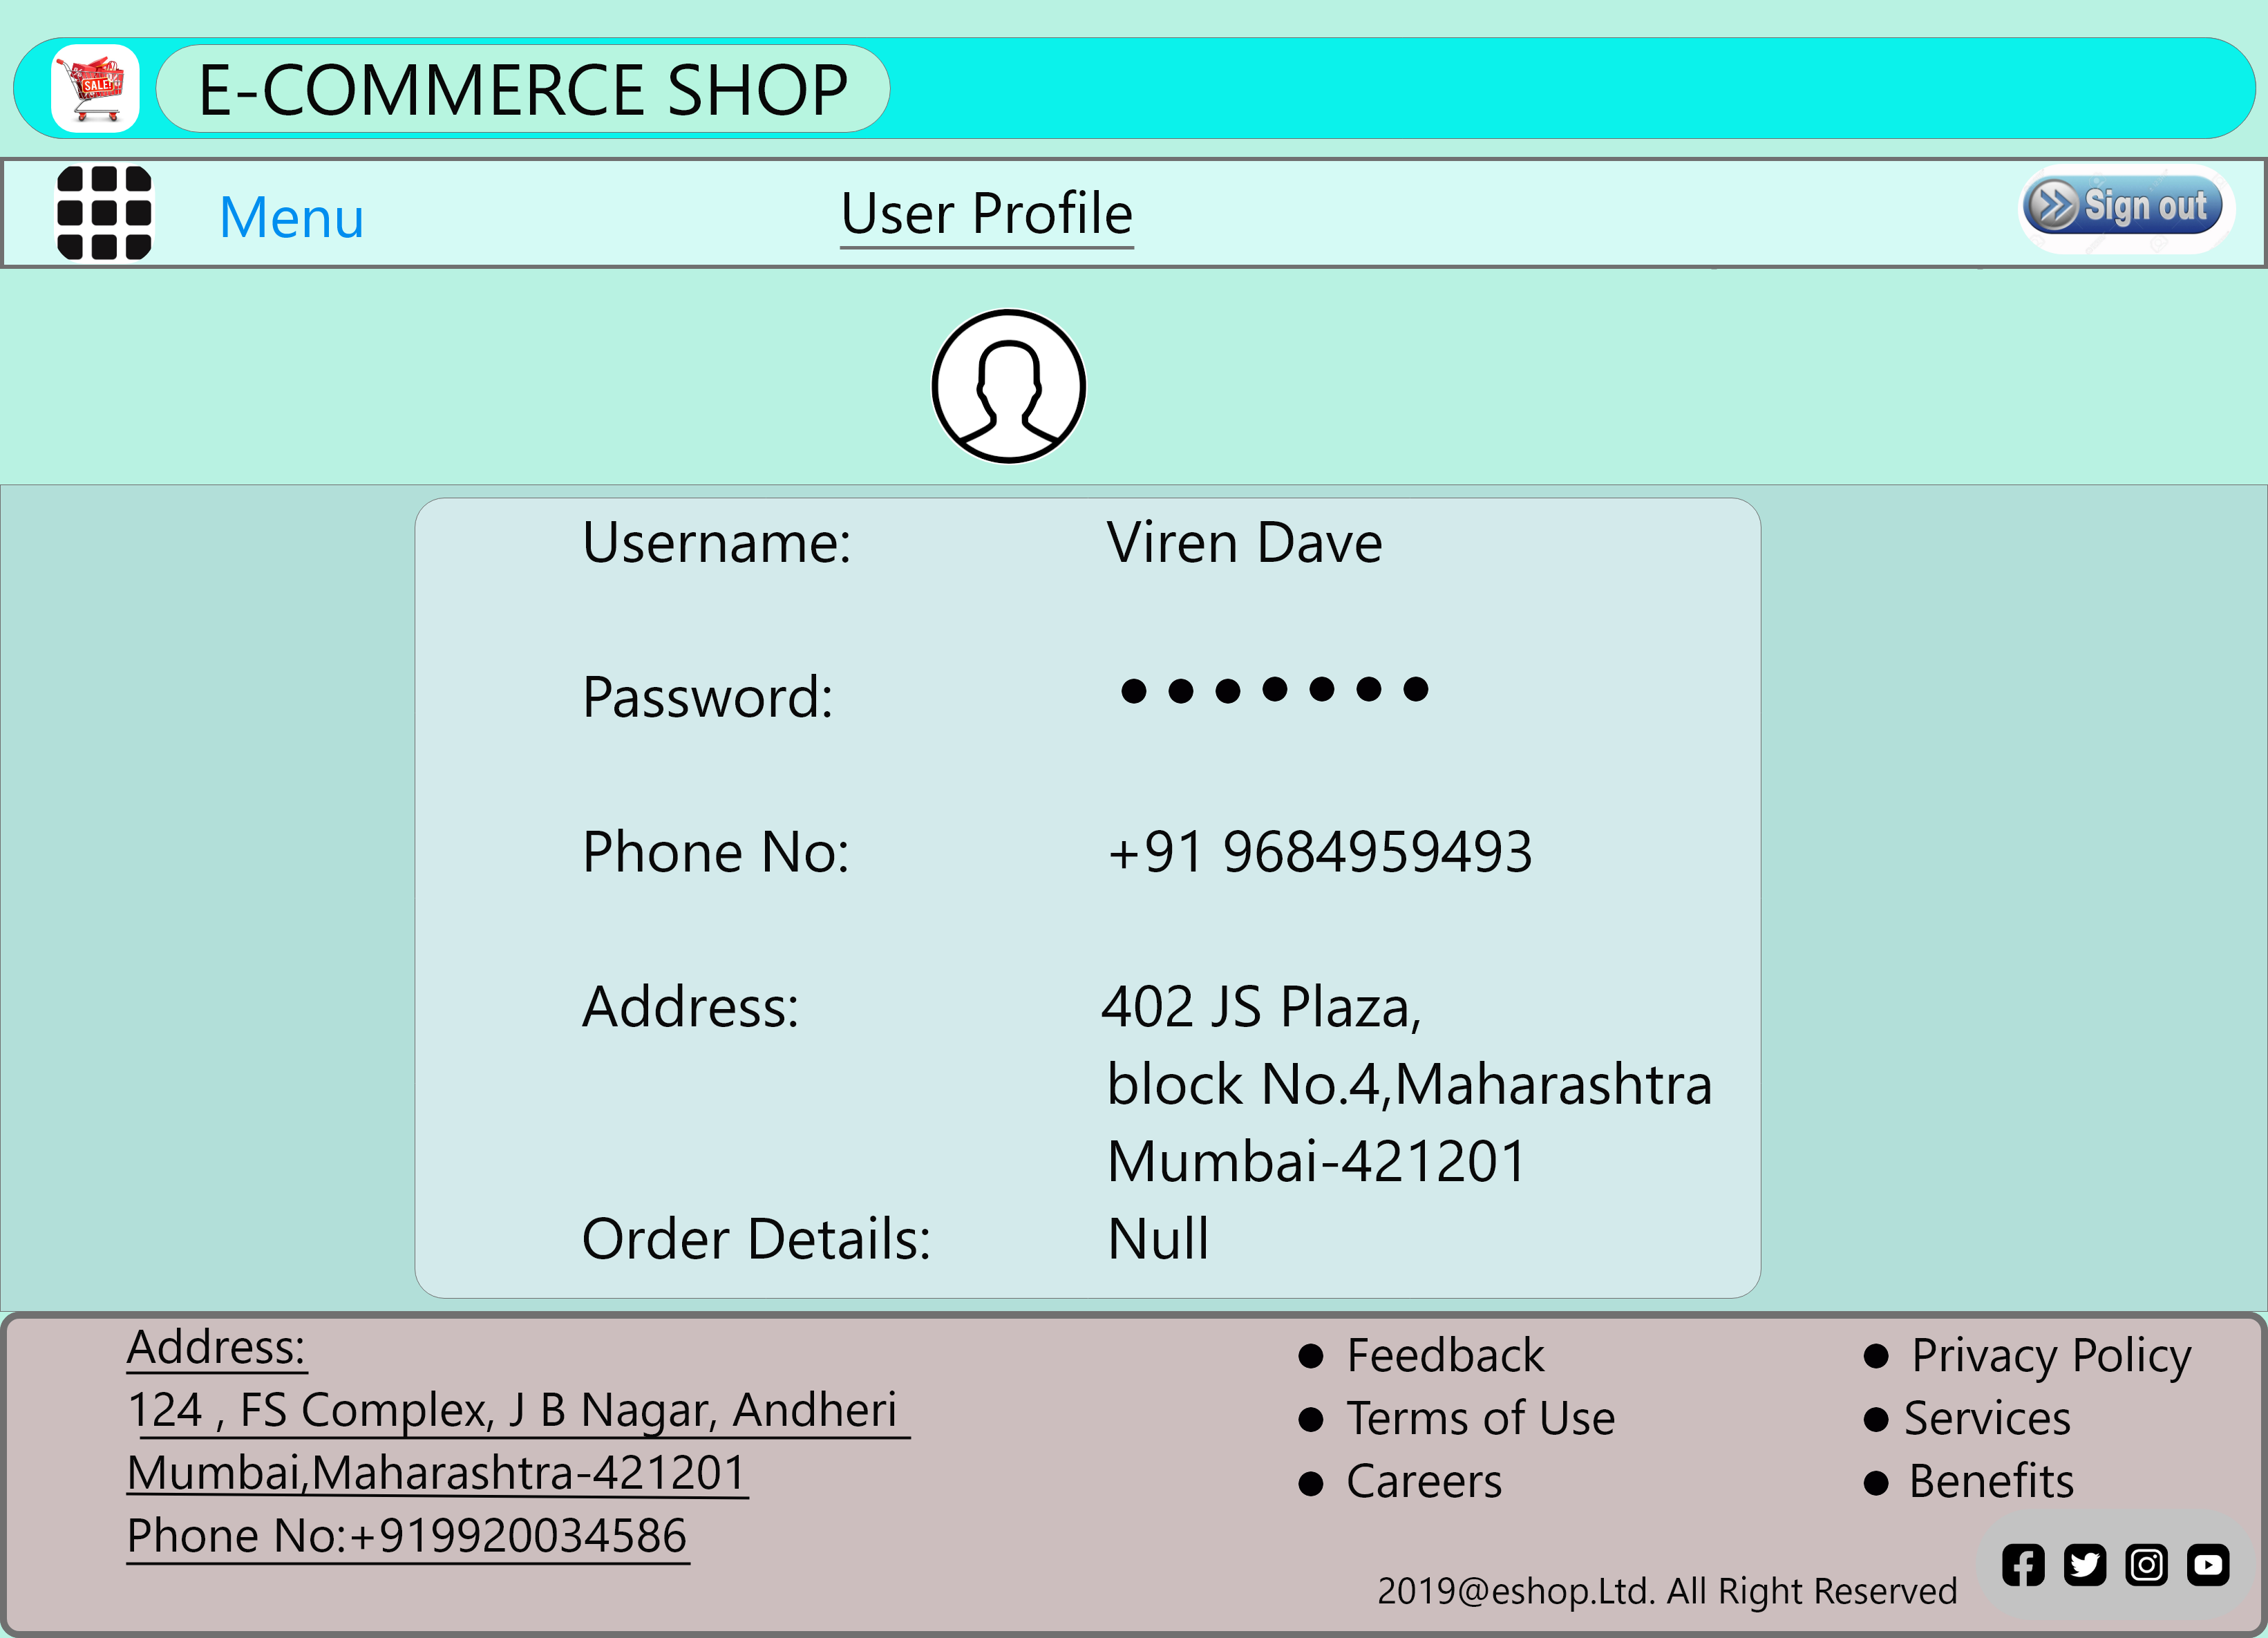 SALE!
E-COMMERCE SHOP
Menu
User Profile
Sign out
Username: Viren Dave
Password: ●●●●●●●
Phone No: +91 9684959493
Address: 402 JS Plaza,
block No.4,Maharashtra
Mumbai-421201
Order Details: Null
Address:
124 , FS Complex, J B Nagar, Andheri
Mumbai,Maharashtra-421201
Phone No:+919920034586
● Feedback
● Terms of Use
● Careers
● Privacy Policy
● Services
● Benefits
2019@eshop.Ltd. All Right Reserved